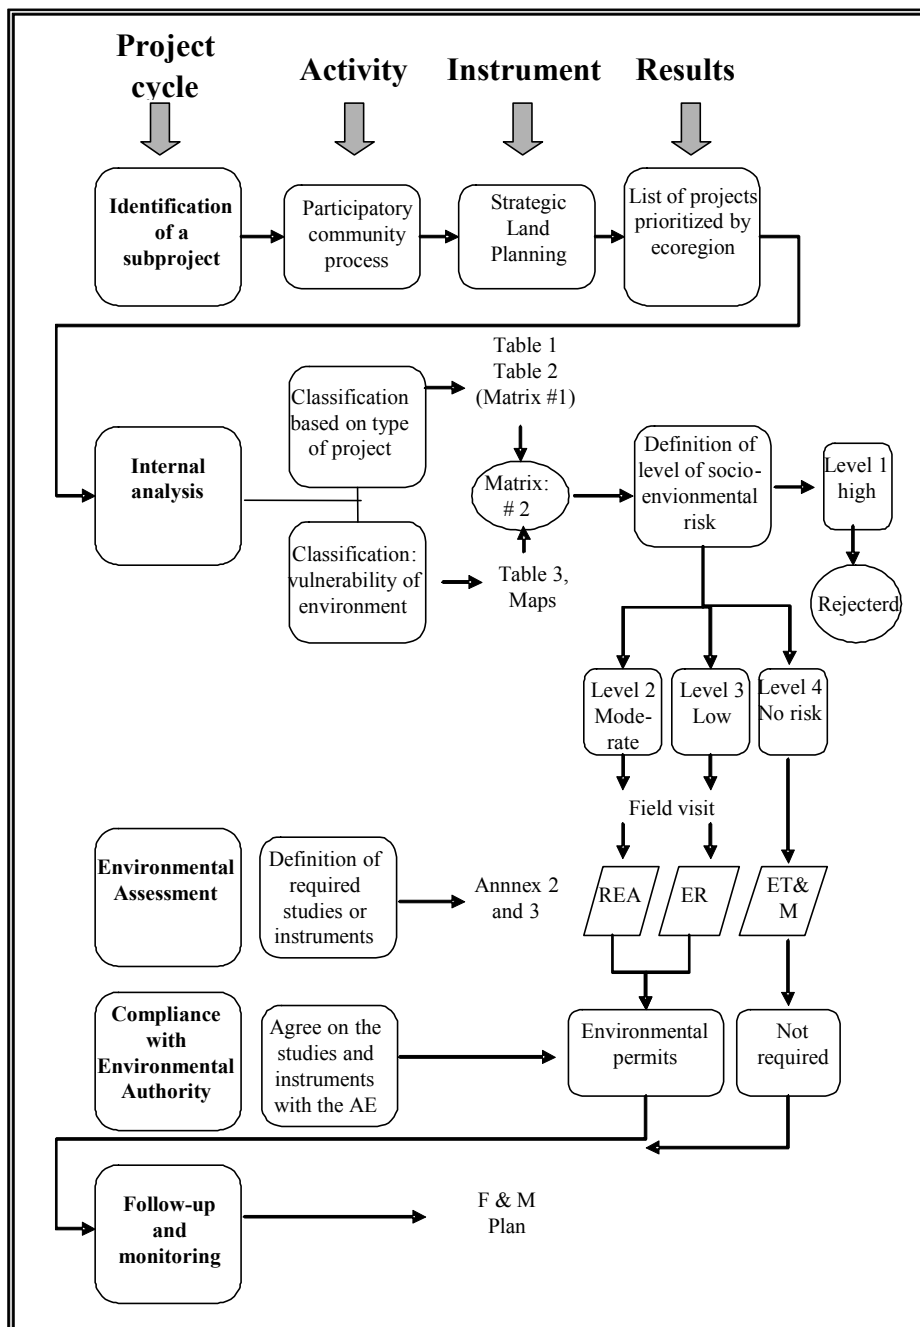 Project
cycle
Activity
Instrument
Results
Identification
of a
subproject
Participatory
community
process
Strategic
Land
Planning
List of projects
prioritized by
ecoregion
Internal
analysis
Classification
based on type
of project
Table 1
Table 2
(Matrix #1)
Classification:
vulnerability of
environment
Table 3,
Maps
Matrix:
# 2
Definition of
level of socio-
envionmental
risk
Level 1
high
Rejecterd
Level 2
Mode-
rate
Level 3
Low
Level 4
No risk
Field visit
Environmental
Assessment
Definition of
required
studies or
instruments
Annnex 2
and 3
REA
ER
ET&
M
Compliance
with
Environmental
Authority
Agree on the
studies and
instruments
with the AE
Environmental
permits
Not
required
Follow-up
and
monitoring
F & M
Plan